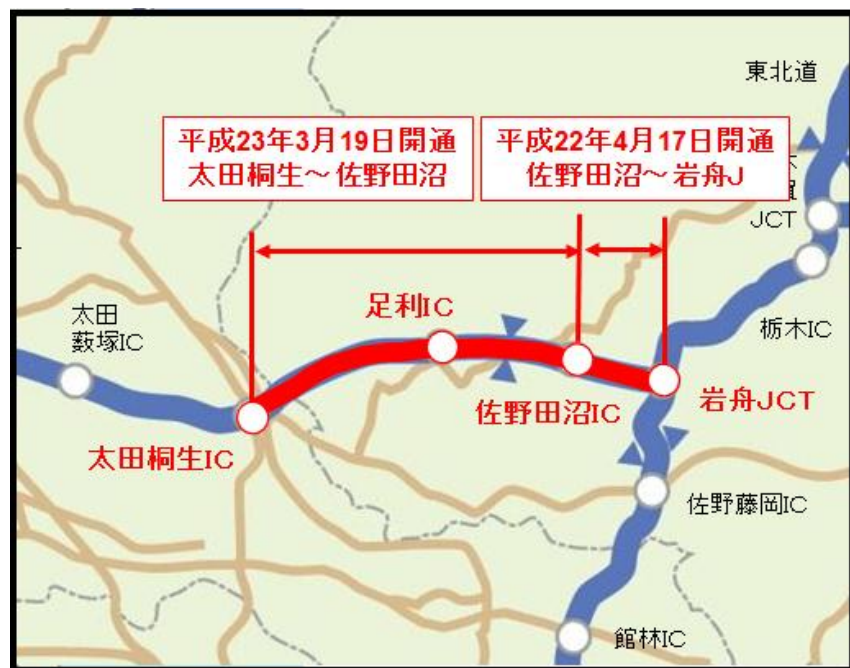 東北道
平成23年3月19日開通
太田桐生～佐野田沼
平成22年4月17日開通
佐野田沼～岩舟J
JCT
足利IC
太田
藪塚IC
栃木IC
佐野田沼IC
岩舟JCT
太田桐生IC
佐野藤岡IC
館林IC